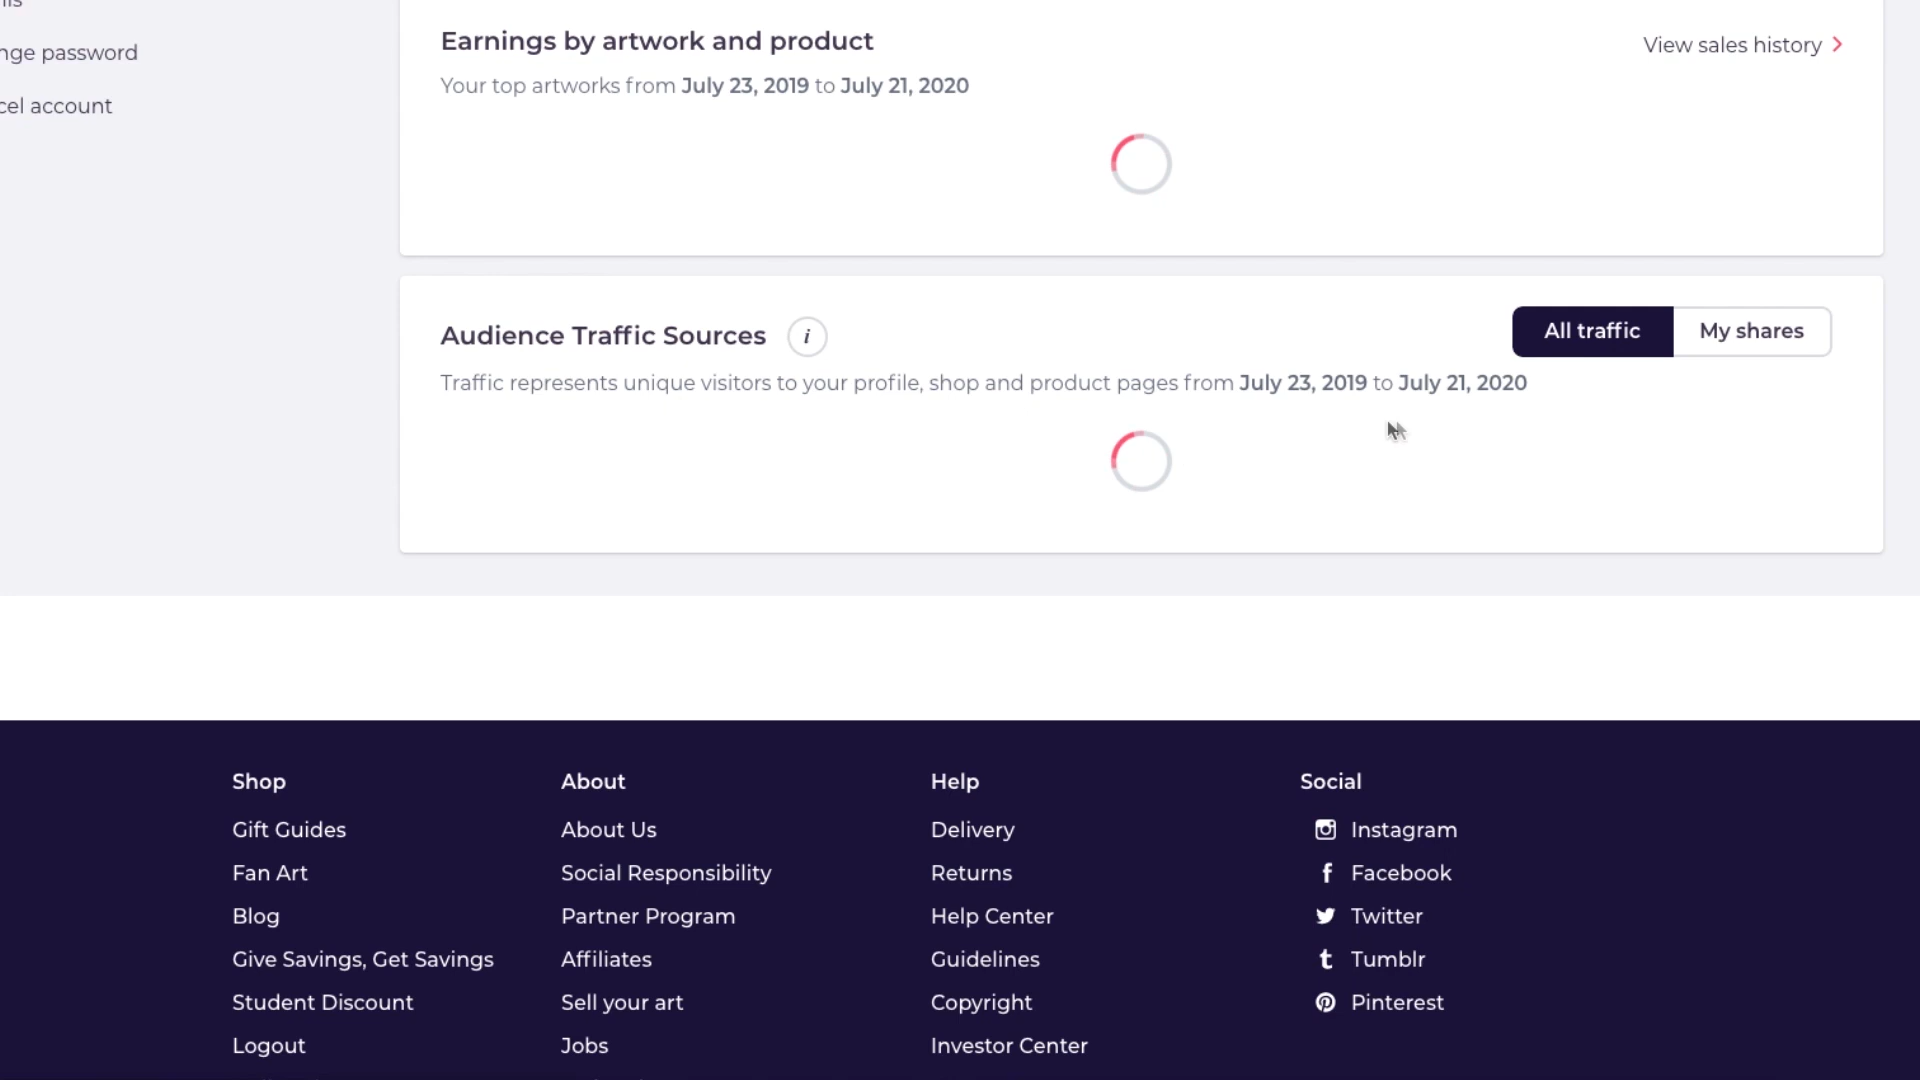 Earnings by artwork and product
View sales history
nge password
Your top artworks from July 23, 2019 to July 21, 2020
cel account
Audience Traffic Sources i
All traffic My shares
Traffic represents unique visitors to your profile, shop and product pages from July 23, 2019 to July 21, 2020
Shop
Gift Guides
Fan Art
Blog
Give Savings, Get Savings
Student Discount
Logout
About
About Us
Social Responsibility
Partner Program
Affiliates
Sell your art
Jobs
Help
Delivery
Returns
Help Center
Guidelines
Copyright
Investor Center
Social
Instagram
Facebook
Twitter
Tumblr
Pinterest